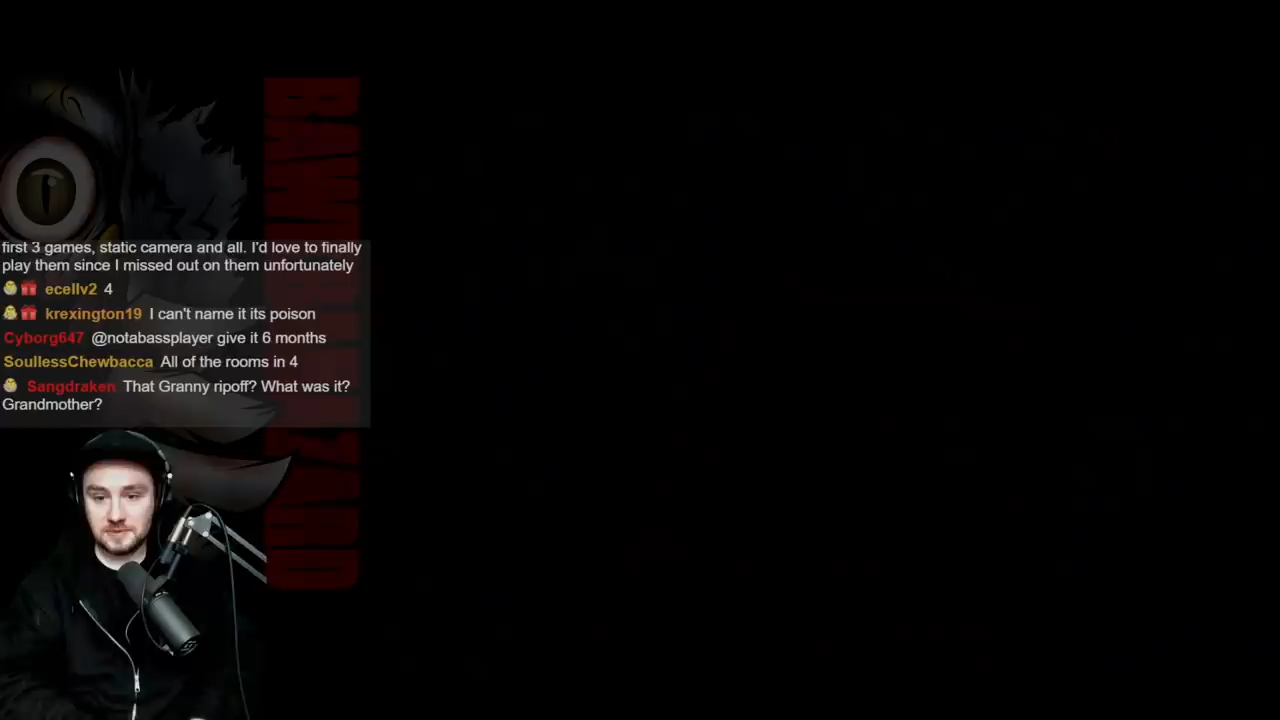 first 3 games, static camera and all. I'd love to finally
play them since I missed out on them unfortunately
ecellv2 4
krexington19 I can't name it its poison
Cyborg647 @notabassplayer give it 6 months
SoullessChewbacca All of the rooms in 4
Sangdraken That Granny ripoff? What was it?
Grandmother?